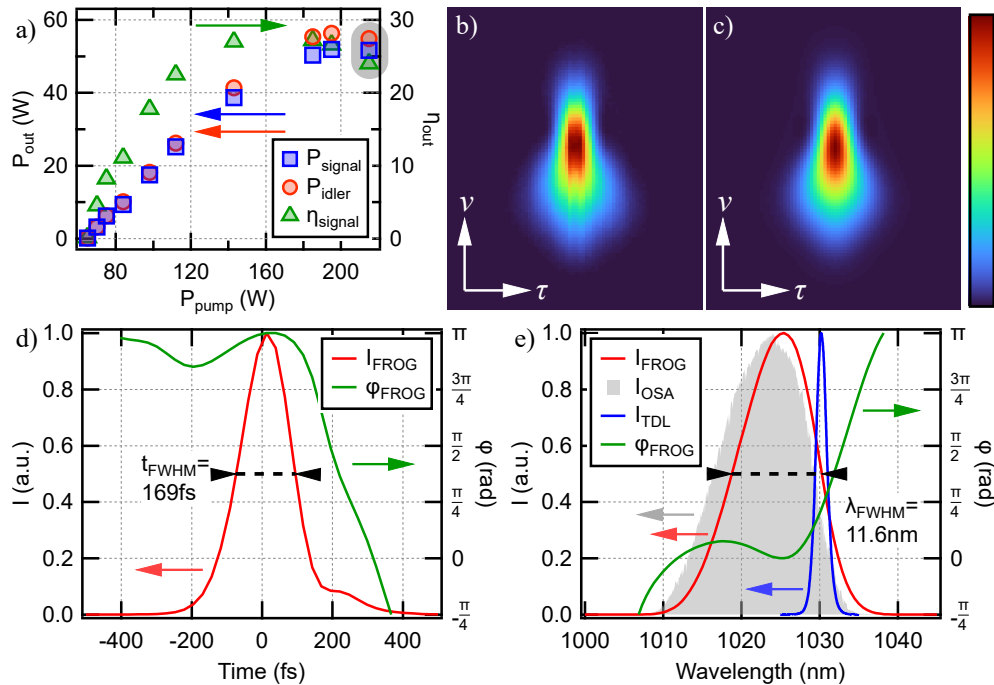 a)
60
40
20
0
P_out (W)
30
20
10
0
η_out
P_signal
P_idler
η_signal
80
120
160
200
P_pump (W)
b)
ν
τ
c)
ν
τ
d)
1.0
0.8
0.6
0.4
0.2
0.0
I (a.u.)
I_FROG
φ_FROG
t_FWHM=
169fs
π
3π/4
π/2
π/4
0
-π/4
φ (rad)
-400
-200
0
200
400
Time (fs)
e)
1.0
0.8
0.6
0.4
0.2
0.0
I (a.u.)
I_FROG
I_OSA
I_TDL
φ_FROG
λ_FWHM=
11.6nm
π
3π/4
π/2
π/4
0
-π/4
φ (rad)
1000
1010
1020
1030
1040
Wavelength (nm)